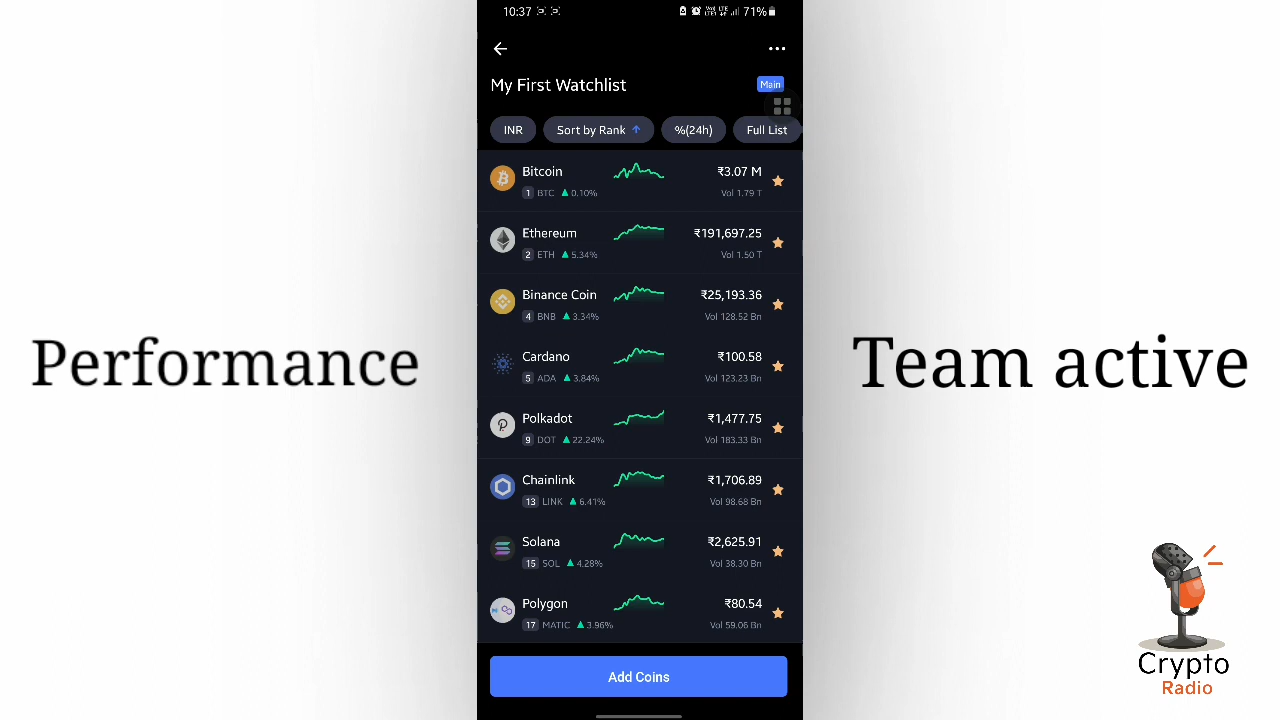 10:37
71%
My First Watchlist
Main
INR
Sort by Rank
%(24h)
Full List
Bitcoin
₹3.07 M
1 BTC ▲ 0.10%
Vol 1.79 T
Ethereum
₹191,697.25
2 ETH ▲ 5.34%
Vol 1.50 T
Binance Coin
₹25,193.36
4 BNB ▲ 3.34%
Vol 128.52 Bn
Cardano
₹100.58
5 ADA ▲ 3.84%
Vol 123.23 Bn
Performance
Team active
Polkadot
₹1,477.75
9 DOT ▲ 22.24%
Vol 183.33 Bn
Chainlink
₹1,706.89
13 LINK ▲ 6.41%
Vol 98.68 Bn
Solana
₹2,625.91
15 SOL ▲ 4.28%
Vol 38.30 Bn
Polygon
₹80.54
17 MATIC ▲ 3.96%
Vol 59.06 Bn
Add Coins
Crypto
Radio